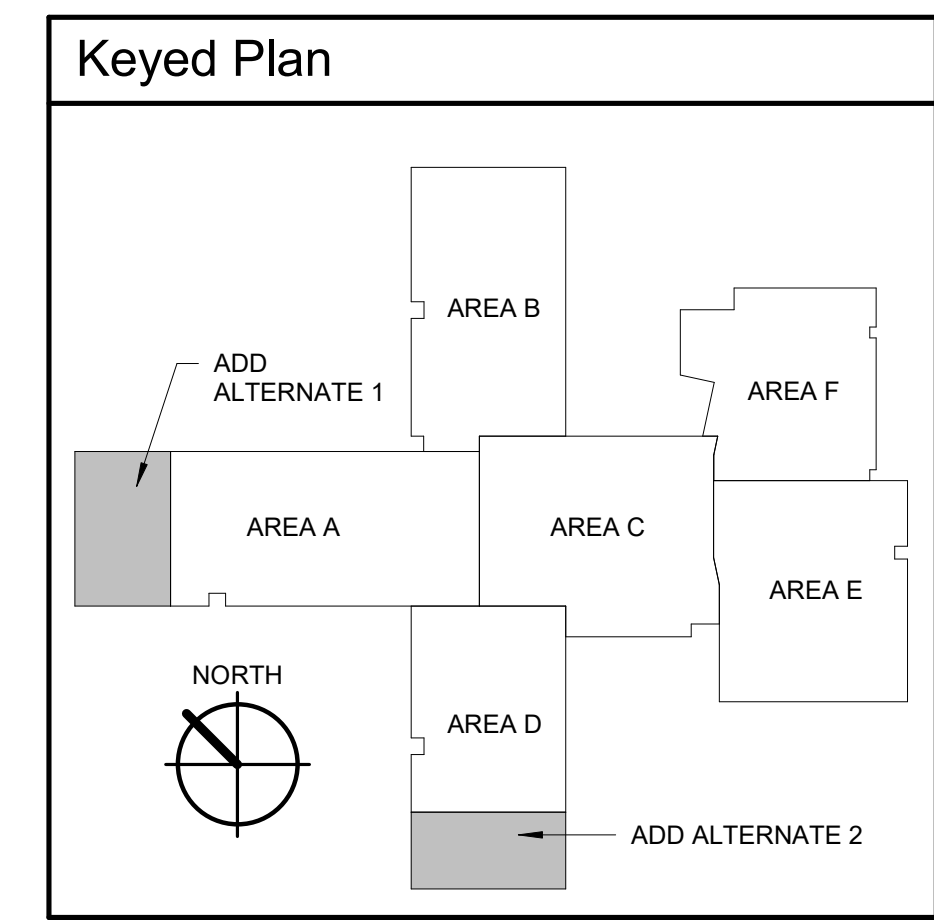 Keyed Plan
AREA B
ADD
ALTERNATE 1
AREA F
AREA A
AREA C
AREA E
NORTH
AREA D
ADD ALTERNATE 2